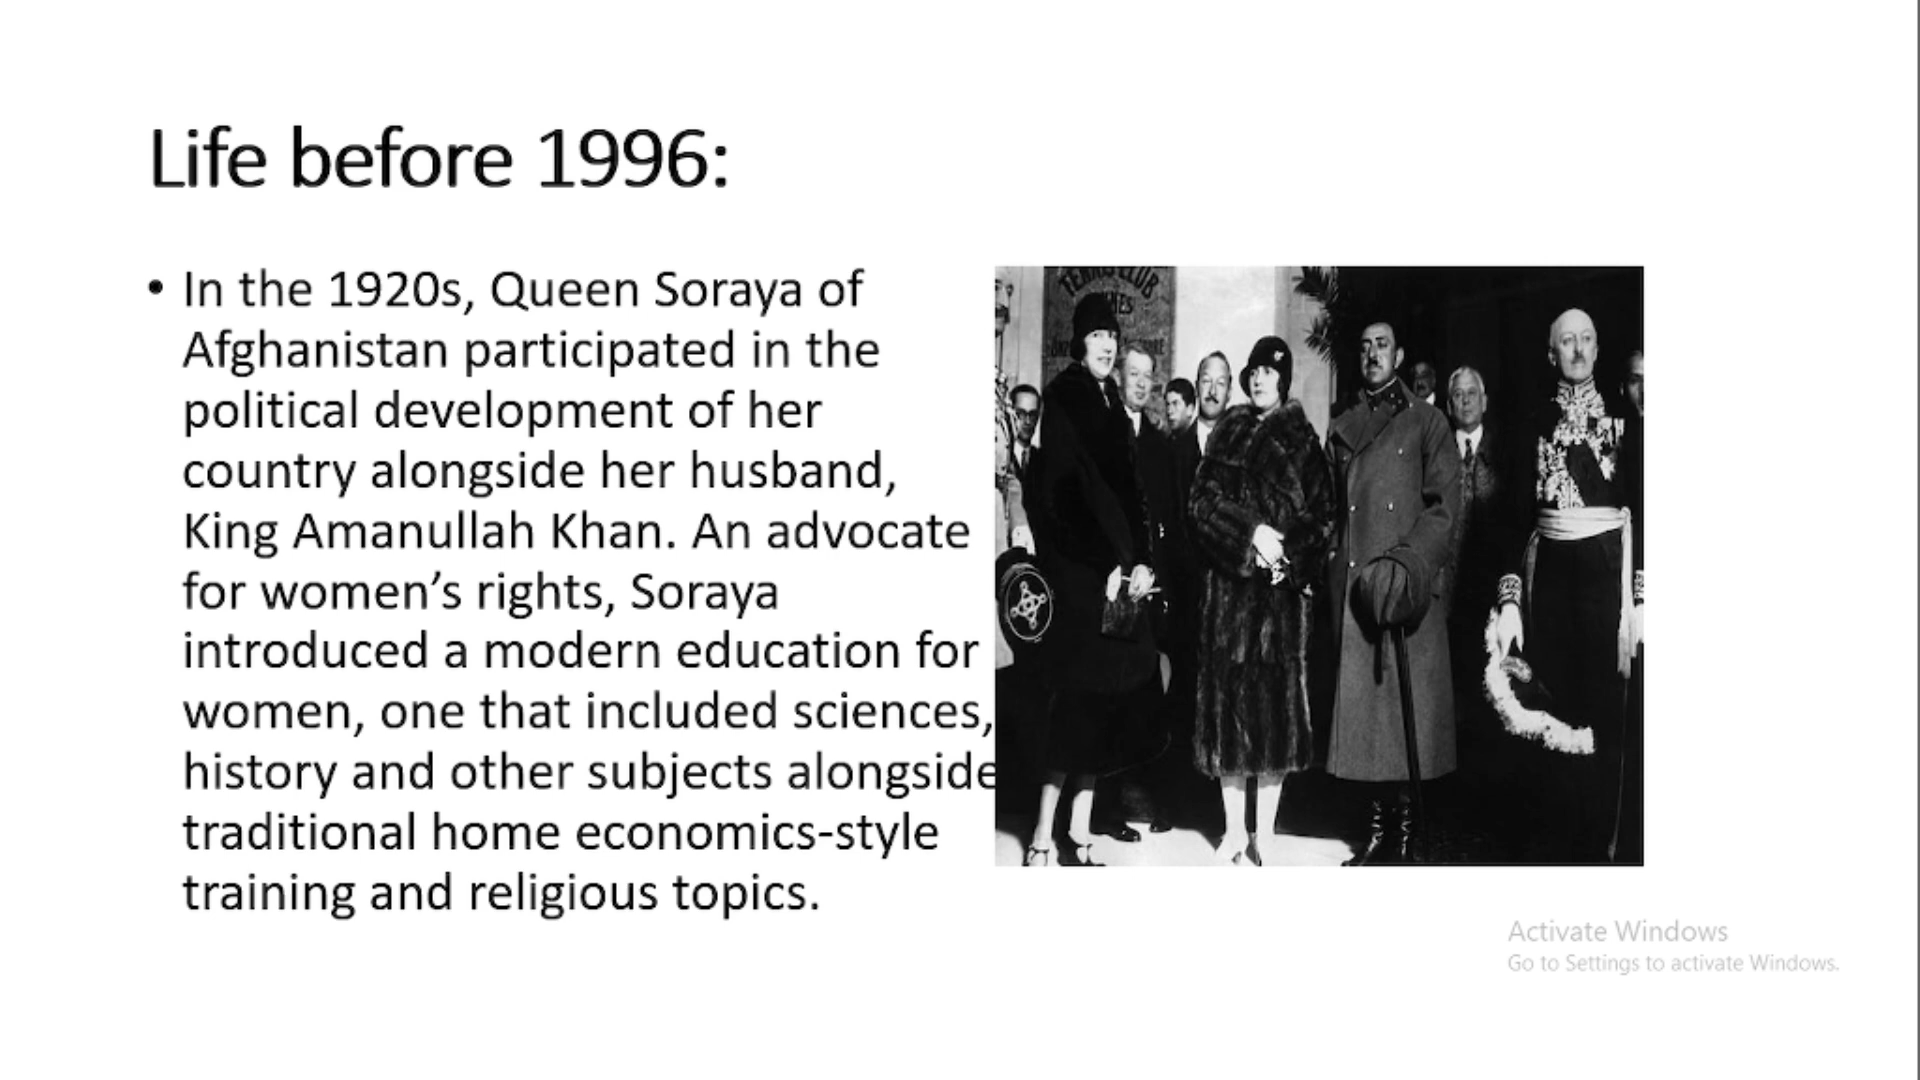 Life before 1996:
• In the 1920s, Queen Soraya of
Afghanistan participated in the
political development of her
country alongside her husband,
King Amanullah Khan. An advocate
for women’s rights, Soraya
introduced a modern education for
women, one that included sciences,
history and other subjects alongside
traditional home economics-style
training and religious topics.
TENNIS CLUB
Activate Windows
Go to Settings to activate Windows.